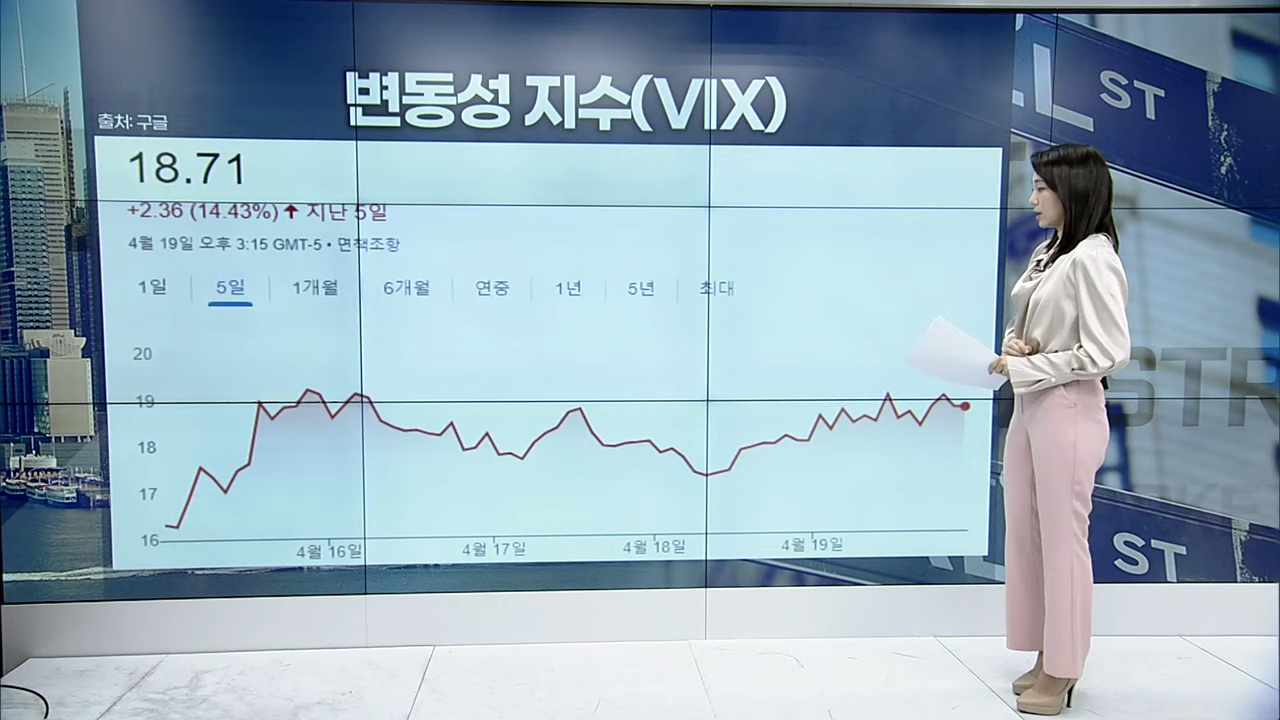 변동성 지수(VIX)
출처: 구글
18.71
+2.36 (14.43%) ↑ 지난 5일
4월 19일 오후 3:15 GMT-5 • 면책조항
1일 5일 1개월 6개월 연중 1년 5년 최대
20
19
18
17
16
4월 16일 4월 17일 4월 18일 4월 19일
L ST
STR
ST